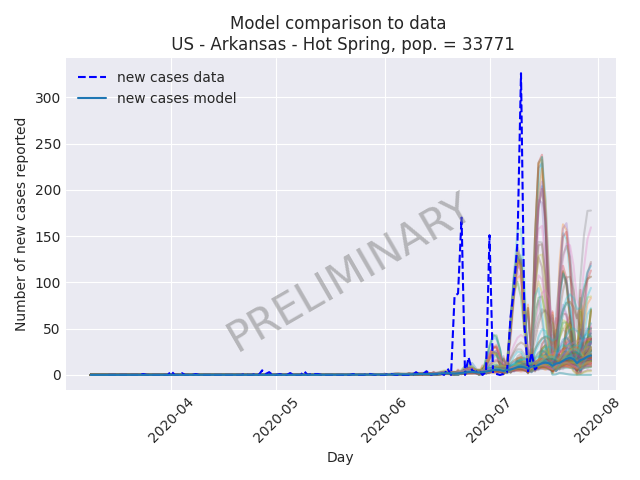 Model comparison to data
US - Arkansas - Hot Spring, pop. = 33771
new cases data
new cases model
Number of new cases reported
300
250
200
150
100
50
0
PRELIMINARY
2020-04
2020-05
2020-06
2020-07
2020-08
Day